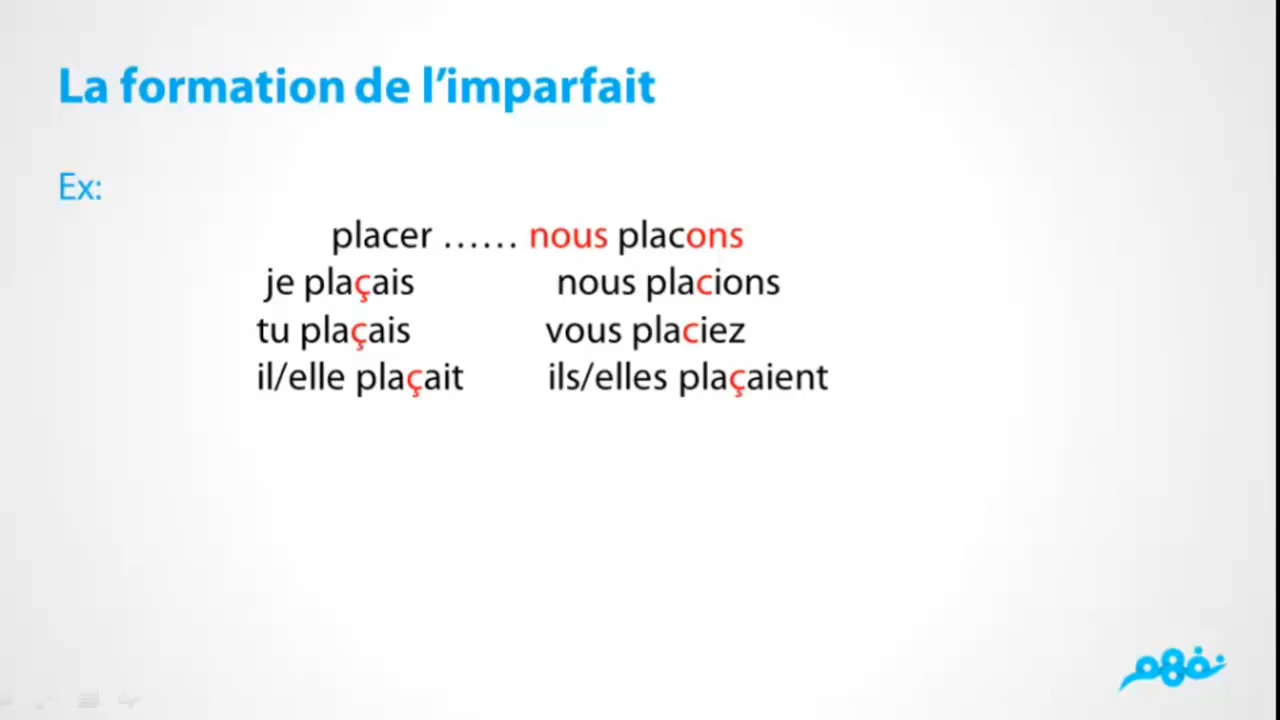 La formation de l’imparfait
Ex:
placer ...... nous placons
je plaçais nous placions
tu plaçais vous placiez
il/elle plaçait ils/elles plaçaient
نفهم